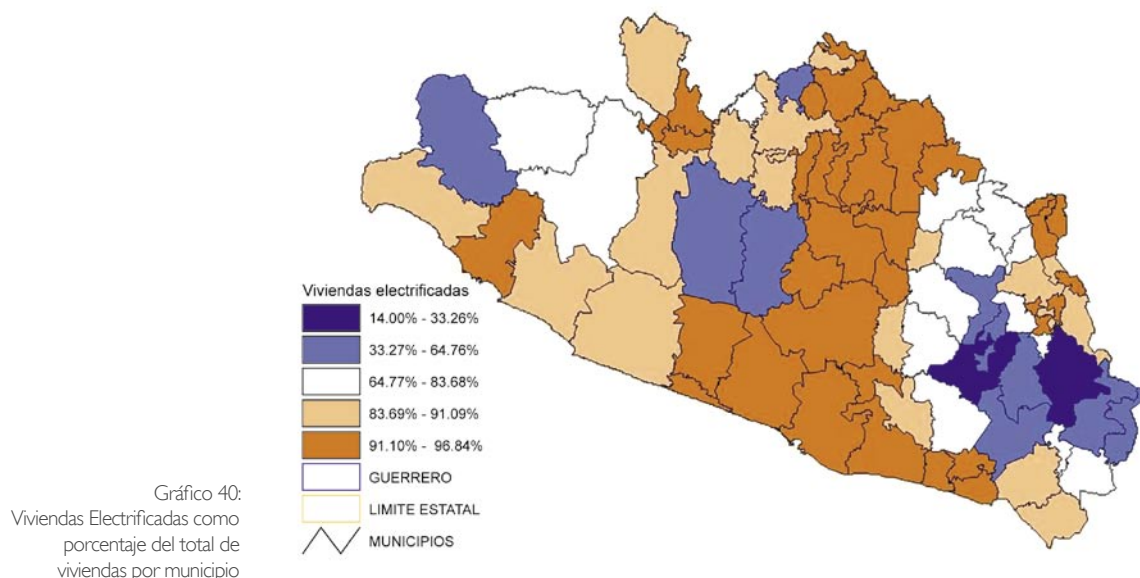 Viviendas electrificadas
14.00% - 33.26%
33.27% - 64.76%
64.77% - 83.68%
83.69% - 91.09%
91.10% - 96.84%
GUERRERO
LIMITE ESTATAL
MUNICIPIOS
Gráfico 40:
Viviendas Electrificadas como
porcentaje del total de
viviendas por municipio